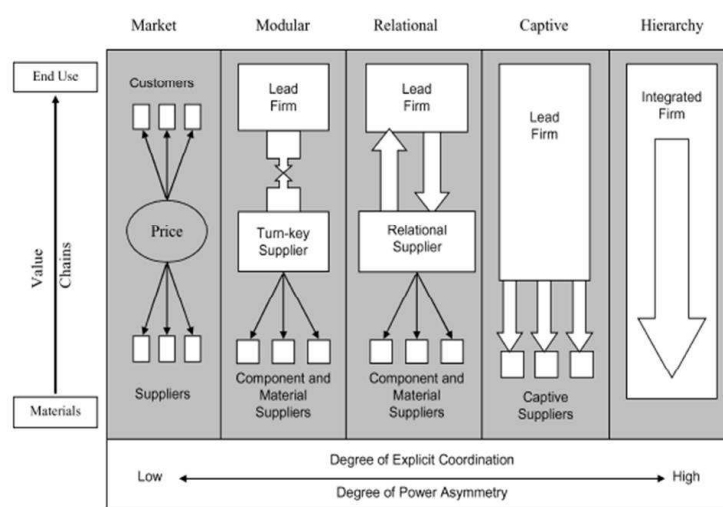 Market
Modular
Relational
Captive
Hierarchy
End Use
Value
Chains
Materials
Customers
Price
Suppliers
Lead
Firm
Turn-key
Supplier
Component and
Material
Suppliers
Lead
Firm
Relational
Supplier
Component and
Material
Suppliers
Lead
Firm
Captive
Suppliers
Integrated
Firm
Degree of Explicit Coordination
Low
High
Degree of Power Asymmetry